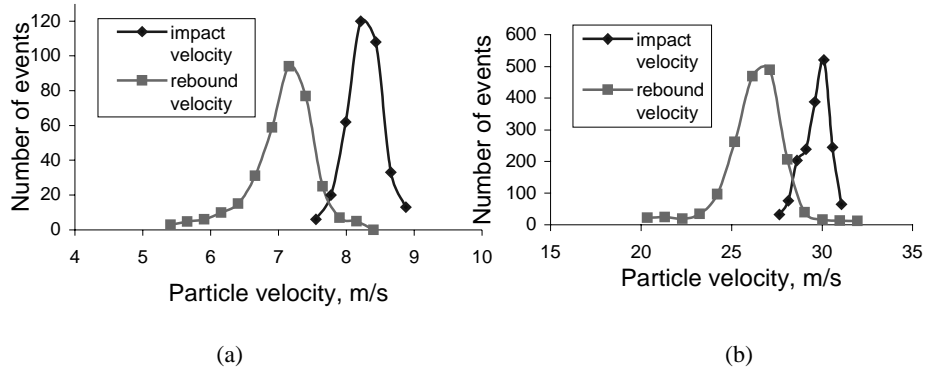 Number of events
120
100
80
60
40
20
0
impact
velocity
rebound
velocity
4 5 6 7 8 9 10
Particle velocity, m/s
(a)
Number of events
600
500
400
300
200
100
0
impact
velocity
rebound
velocity
15 20 25 30 35
Particle velocity, m/s
(b)